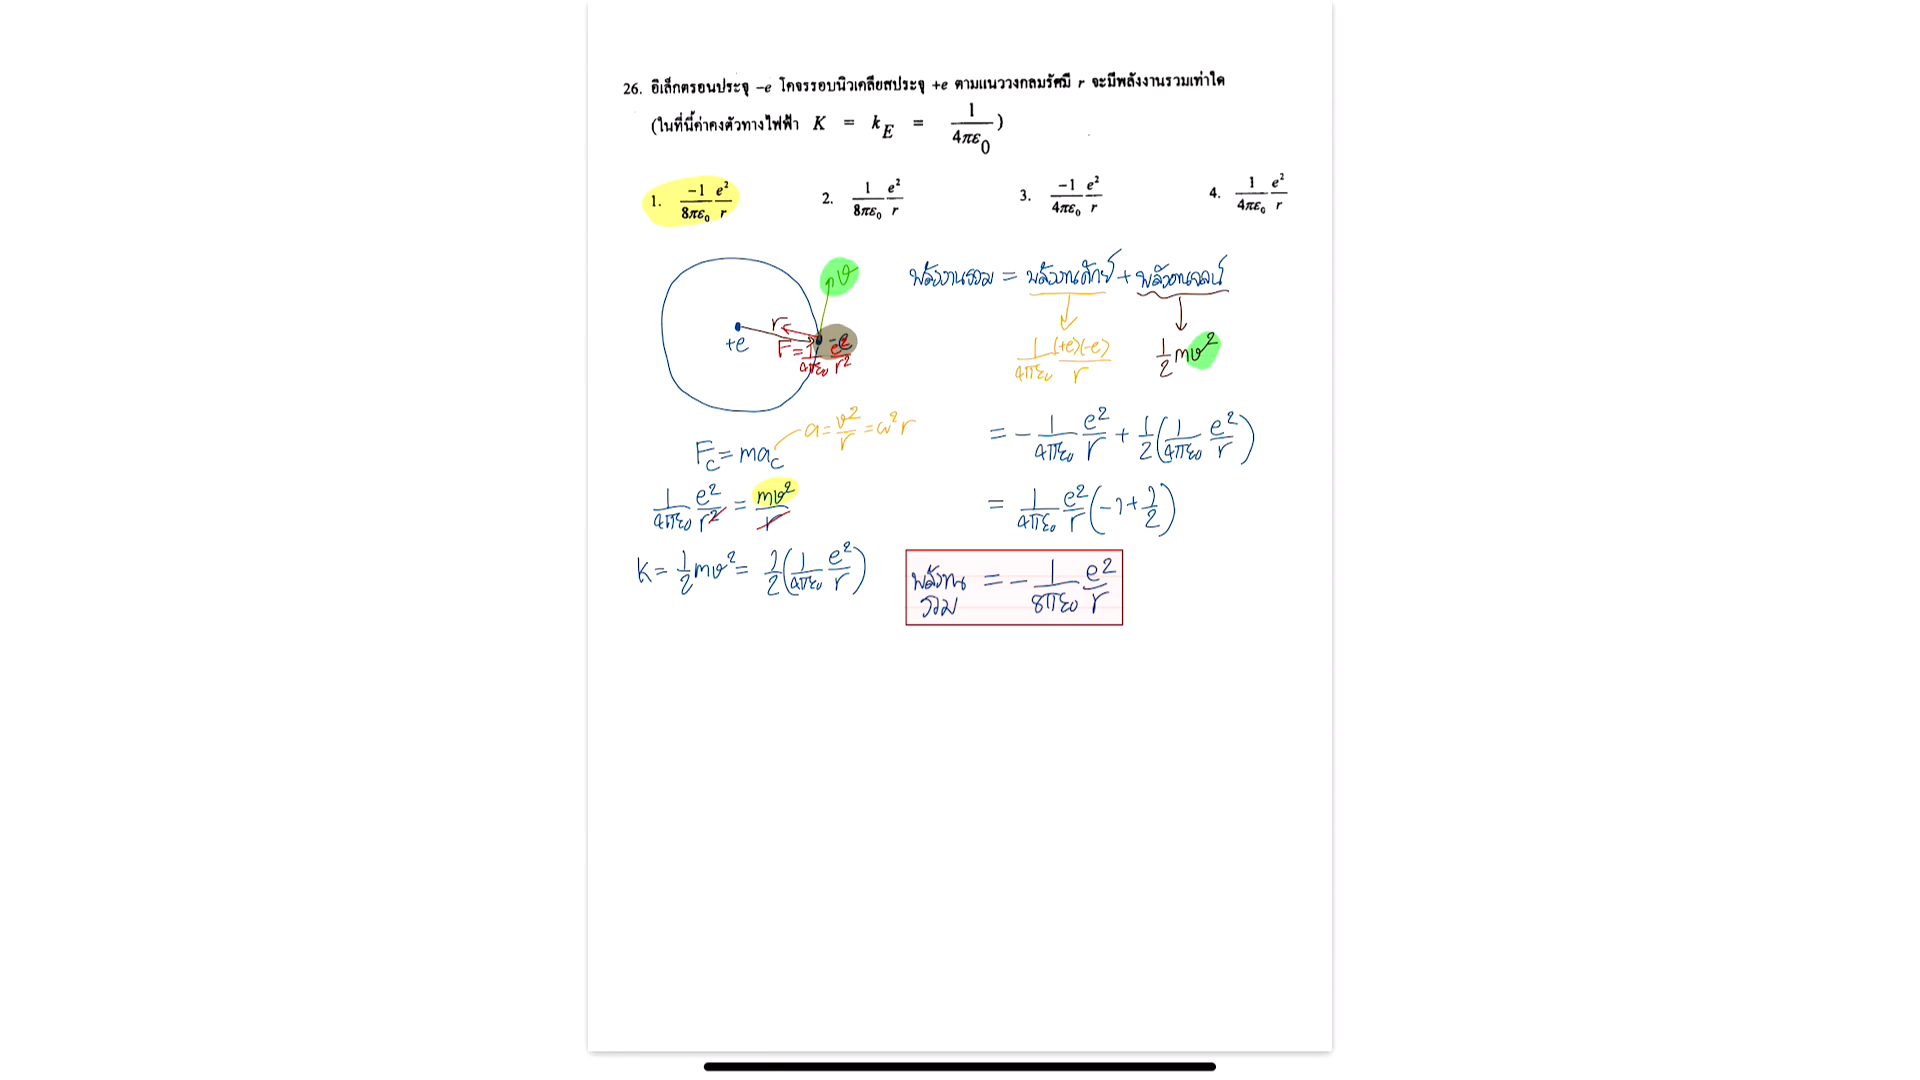 26. อิเล็กตรอนประจุ –e โคจรรอบนิวเคลียสประจุ +e ตามแนววงกลมรัศมี r จะมีพลังงานรวมเท่าใด
(ในที่นี้ค่าคงตัวทางไฟฟ้า K = k_E = 1/4πε₀)
1. –1/8πε₀ e²/r
2. 1/8πε₀ e²/r
3. –1/4πε₀ e²/r
4. 1/4πε₀ e²/r
v
+e
r
-e
F = 1/4πε₀ e²/r²
พลังงานรวม = พลังงานศักย์ + พลังงานจลน์
1/4πε₀ (+e)(-e)/r
1/2 mv²
F_c = ma_c
a = v²/r = ω²r
1/4πε₀ e²/r² = mv²/r
K = 1/2 mv² = 1/2 (1/4πε₀ e²/r)
= - 1/4πε₀ e²/r + 1/2 (1/4πε₀ e²/r)
= 1/4πε₀ e²/r (-1 + 1/2)
พลังงานรวม = - 1/8πε₀ e²/r